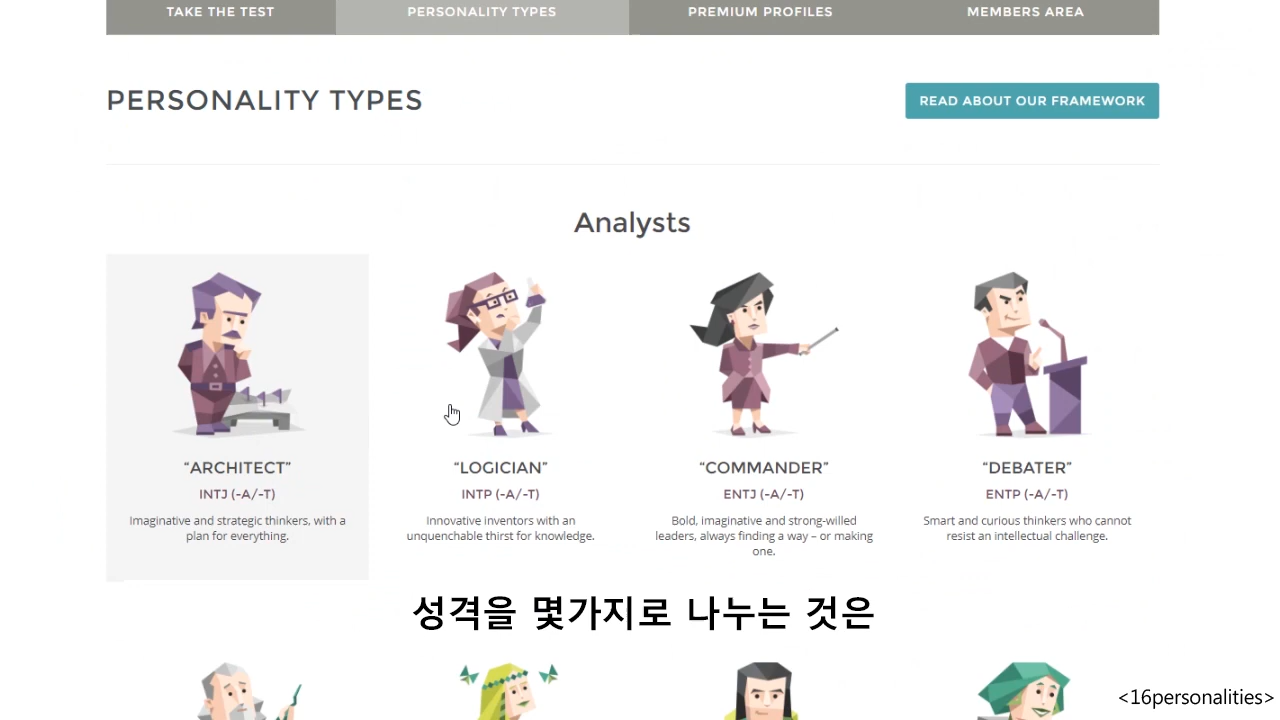 TAKE THE TEST
PERSONALITY TYPES
PREMIUM PROFILES
MEMBERS AREA
PERSONALITY TYPES
READ ABOUT OUR FRAMEWORK
Analysts
“ARCHITECT”
INTJ (-A/-T)
Imaginative and strategic thinkers, with a
plan for everything.
“LOGICIAN”
INTP (-A/-T)
Innovative inventors with an
unquenchable thirst for knowledge.
“COMMANDER”
ENTJ (-A/-T)
Bold, imaginative and strong-willed
leaders, always finding a way – or making
one.
“DEBATER”
ENTP (-A/-T)
Smart and curious thinkers who cannot
resist an intellectual challenge.
성격을 몇가지로 나누는 것은
<16personalities>